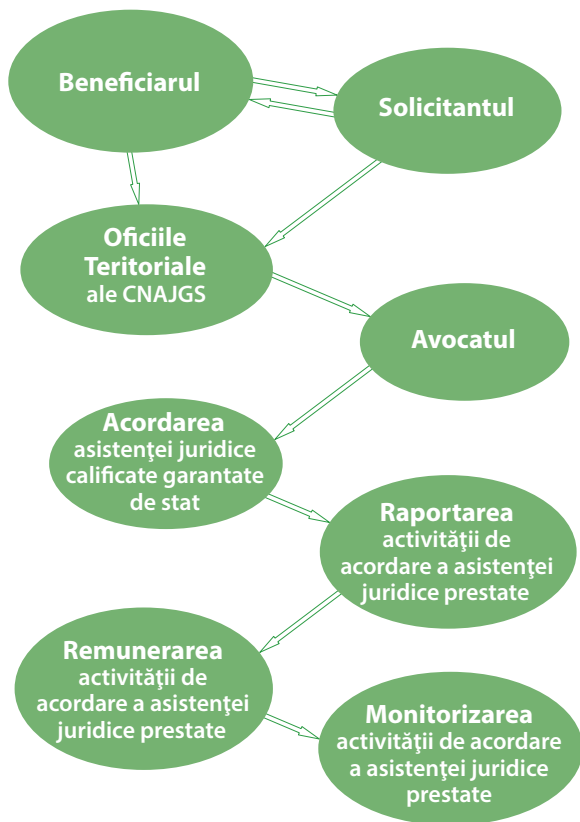 Beneficiarul
Solicitantul
Oficiile
Teritoriale
ale CNAJGS
Avocatul
Acordarea
asistenţei juridice
calificate garantate
de stat
Raportarea
activităţii de
acordare a asistenţei
juridice prestate
Remunerarea
activităţii de
acordare a asistenţei
juridice prestate
Monitorizarea
activităţii de acordare
a asistenţei juridice
prestate